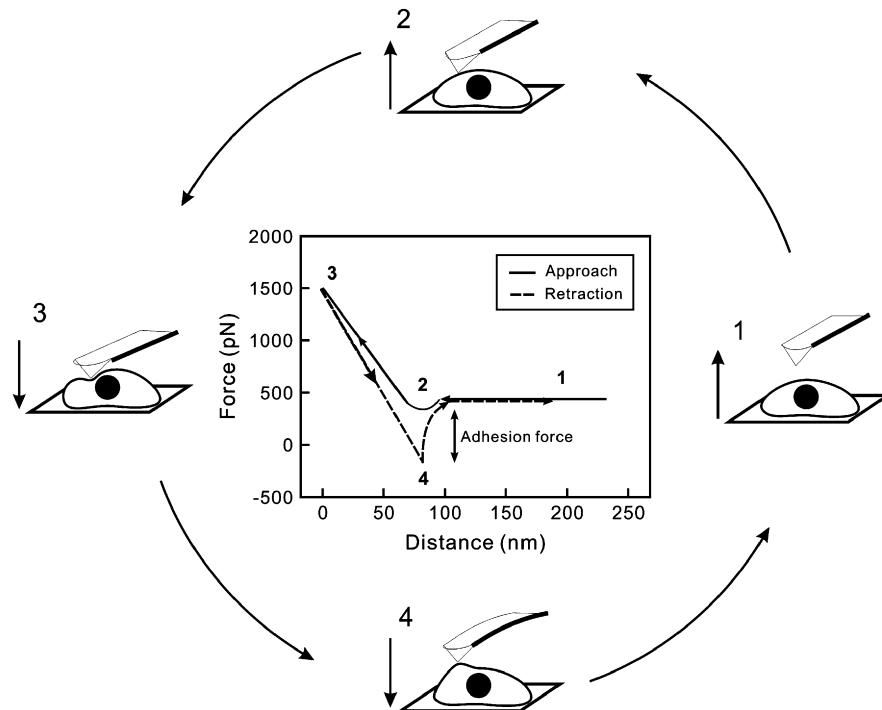 2
3
1
4
2000
1500
1000
500
0
-500
Force (pN)
0 50 100 150 200 250
Distance (nm)
Approach
Retraction
3
2
1
Adhesion force
4